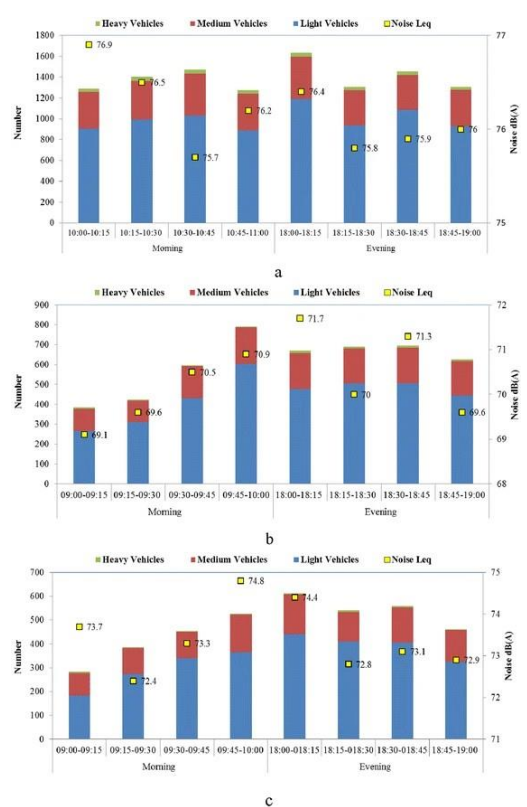 Heavy Vehicles Medium Vehicles Light Vehicles Noise Leq
1800 77
1600
1400
1200
1000 76
800
600
400
200
0 75
Number
Noise dB(A)
76.9 76.5 75.7 76.2 76.4 75.8 75.9 76
10:00-10:15 10:15-10:30 10:30-10:45 10:45-11:00 18:00-18:15 18:15-18:30 18:30-18:45 18:45-19:00
Morning Evening
a
Heavy Vehicles Medium Vehicles Light Vehicles Noise Leq
900 72
800
700 71
600
500 70
400
300 69
200
100
0 68
Number
Noise dB(A)
69.1 69.6 70.5 70.9 71.7 70 71.3 69.6
09:00-09:15 09:15-09:30 09:30-09:45 09:45-10:00 18:00-18:15 18:15-18:30 18:30-18:45 18:45-19:00
Morning Evening
b
Heavy Vehicles Medium Vehicles Light Vehicles Noise Leq
700 75
600 74
500
400 73
300
200 72
100
0 71
Number
Noise dB(A)
73.7 72.4 73.3 74.8 74.4 72.8 73.1 72.9
09:00-09:15 09:15-09:30 09:30-09:45 09:45-10:00 18:00-018:15 18:15-018:30 18:30-018:45 18:45-19:00
Morning Evening
c